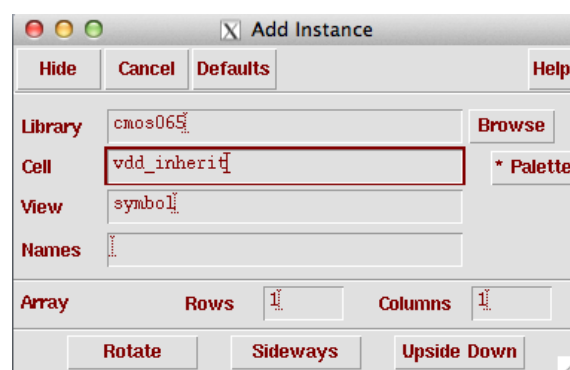 X Add Instance
Hide Cancel Defaults Help
Library cmos065 Browse
Cell vdd_inherit * Palette
View symbol
Names
Array Rows 1 Columns 1
Rotate Sideways Upside Down